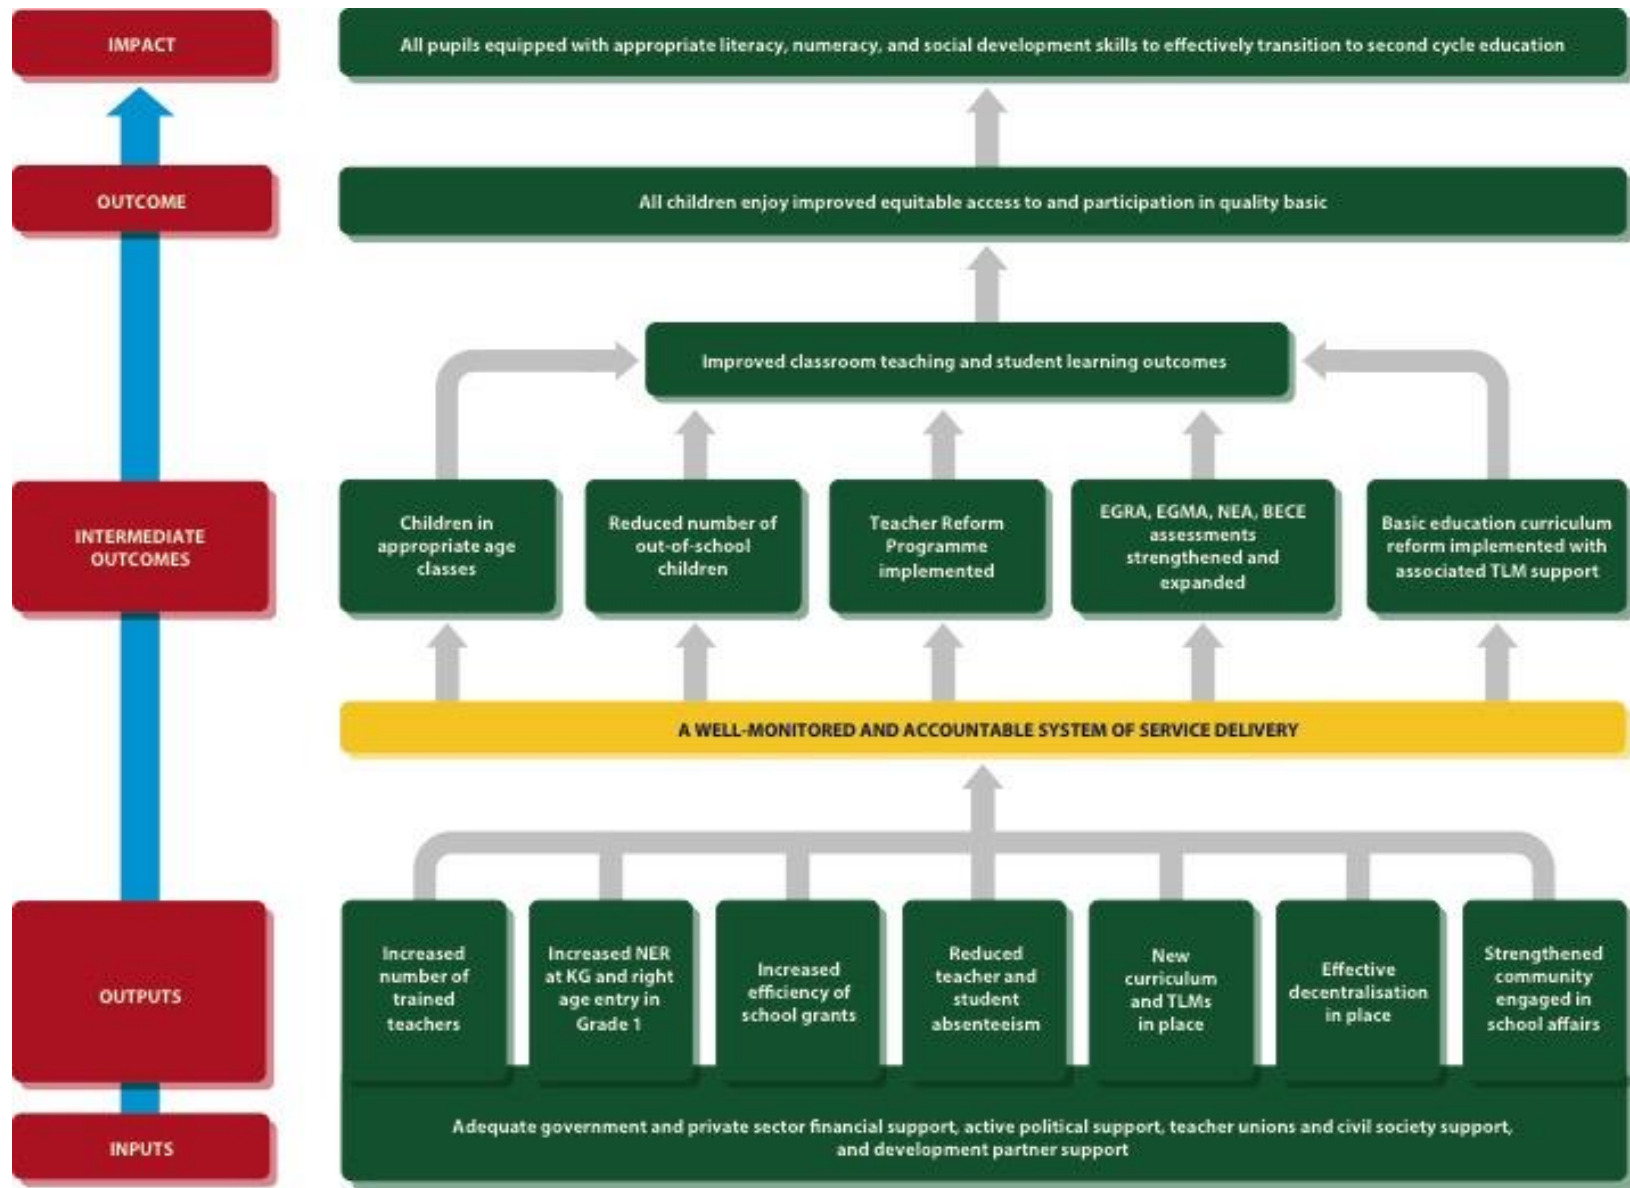 IMPACT
All pupils equipped with appropriate literacy, numeracy, and social development skills to effectively transition to second cycle education
OUTCOME
All children enjoy improved equitable access to and participation in quality basic
Improved classroom teaching and student learning outcomes
INTERMEDIATE
OUTCOMES
Children in
appropriate age
classes
Reduced number of
out-of-school
children
Teacher Reform
Programme
implemented
EGRA, EGMA, NEA, BECE
assessments
strengthened and
expanded
Basic education curriculum
reform implemented with
associated TLM support
A WELL-MONITORED AND ACCOUNTABLE SYSTEM OF SERVICE DELIVERY
OUTPUTS
Increased
number of
trained
teachers
Increased NER
at KG and right
age entry in
Grade 1
Increased
efficiency of
school grants
Reduced
teacher and
student
absenteeism
New
curriculum
and TLMs
in place
Effective
decentralisation
in place
Strengthened
community
engaged in
school affairs
INPUTS
Adequate government and private sector financial support, active political support, teacher unions and civil society support,
and development partner support